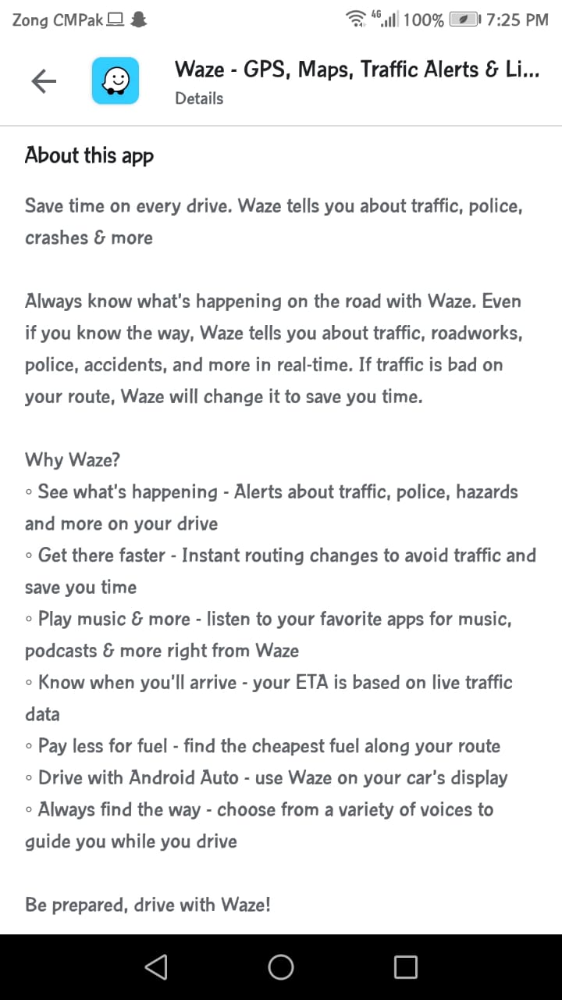 Zong CMPak 4G 100% 7:25 PM
Waze - GPS, Maps, Traffic Alerts & Li...
Details
About this app
Save time on every drive. Waze tells you about traffic, police,
crashes & more
Always know what's happening on the road with Waze. Even
if you know the way, Waze tells you about traffic, roadworks,
police, accidents, and more in real-time. If traffic is bad on
your route, Waze will change it to save you time.
Why Waze?
◦ See what's happening - Alerts about traffic, police, hazards
and more on your drive
◦ Get there faster - Instant routing changes to avoid traffic and
save you time
◦ Play music & more - listen to your favorite apps for music,
podcasts & more right from Waze
◦ Know when you'll arrive - your ETA is based on live traffic
data
◦ Pay less for fuel - find the cheapest fuel along your route
◦ Drive with Android Auto - use Waze on your car's display
◦ Always find the way - choose from a variety of voices to
guide you while you drive
Be prepared, drive with Waze!